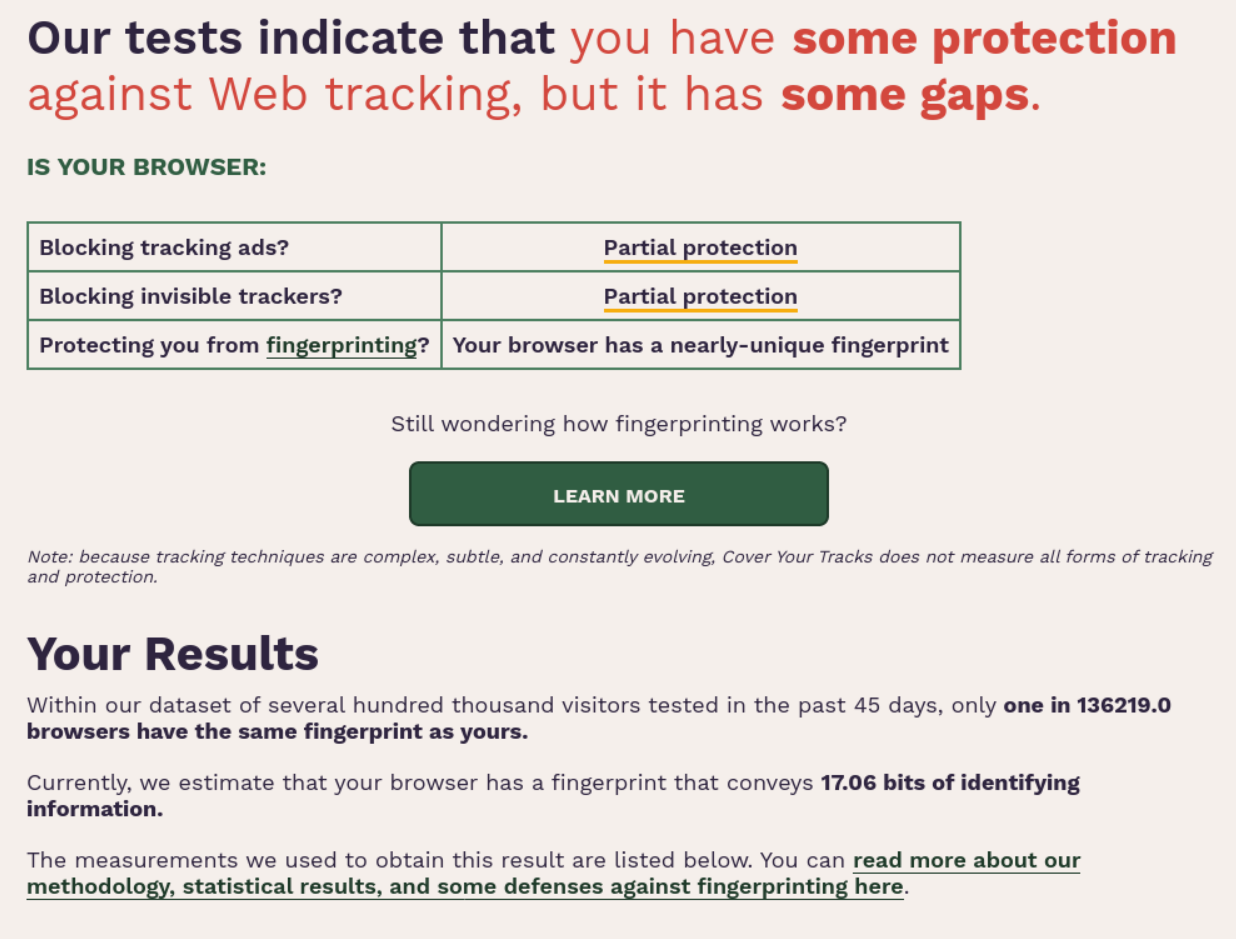 Our tests indicate that you have some protection
against Web tracking, but it has some gaps.
IS YOUR BROWSER:
Blocking tracking ads? Partial protection
Blocking invisible trackers? Partial protection
Protecting you from fingerprinting? Your browser has a nearly-unique fingerprint
Still wondering how fingerprinting works?
LEARN MORE
Note: because tracking techniques are complex, subtle, and constantly evolving, Cover Your Tracks does not measure all forms of tracking
and protection.
Your Results
Within our dataset of several hundred thousand visitors tested in the past 45 days, only one in 136219.0
browsers have the same fingerprint as yours.
Currently, we estimate that your browser has a fingerprint that conveys 17.06 bits of identifying
information.
The measurements we used to obtain this result are listed below. You can read more about our
methodology, statistical results, and some defenses against fingerprinting here.